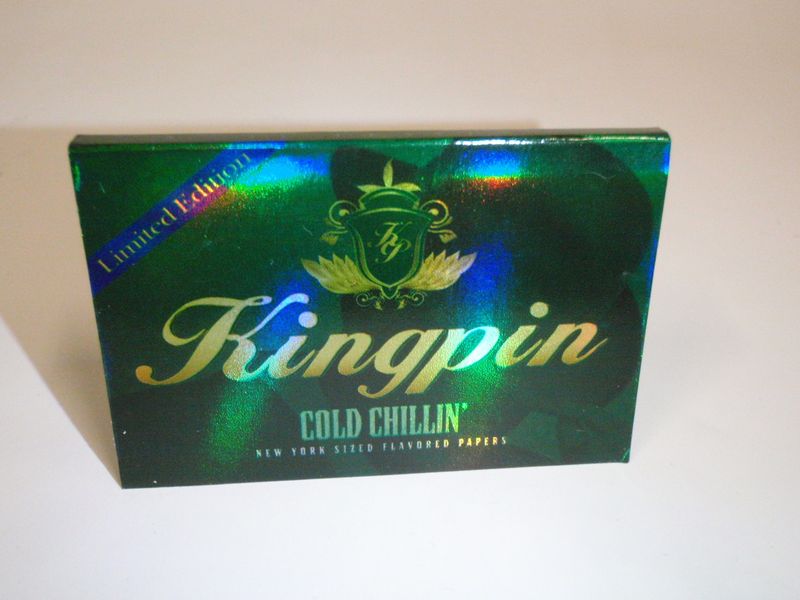 Limited Edition
KP
Kingpin
COLD CHILLIN'
NEW YORK SIZED FLAVORED PAPERS